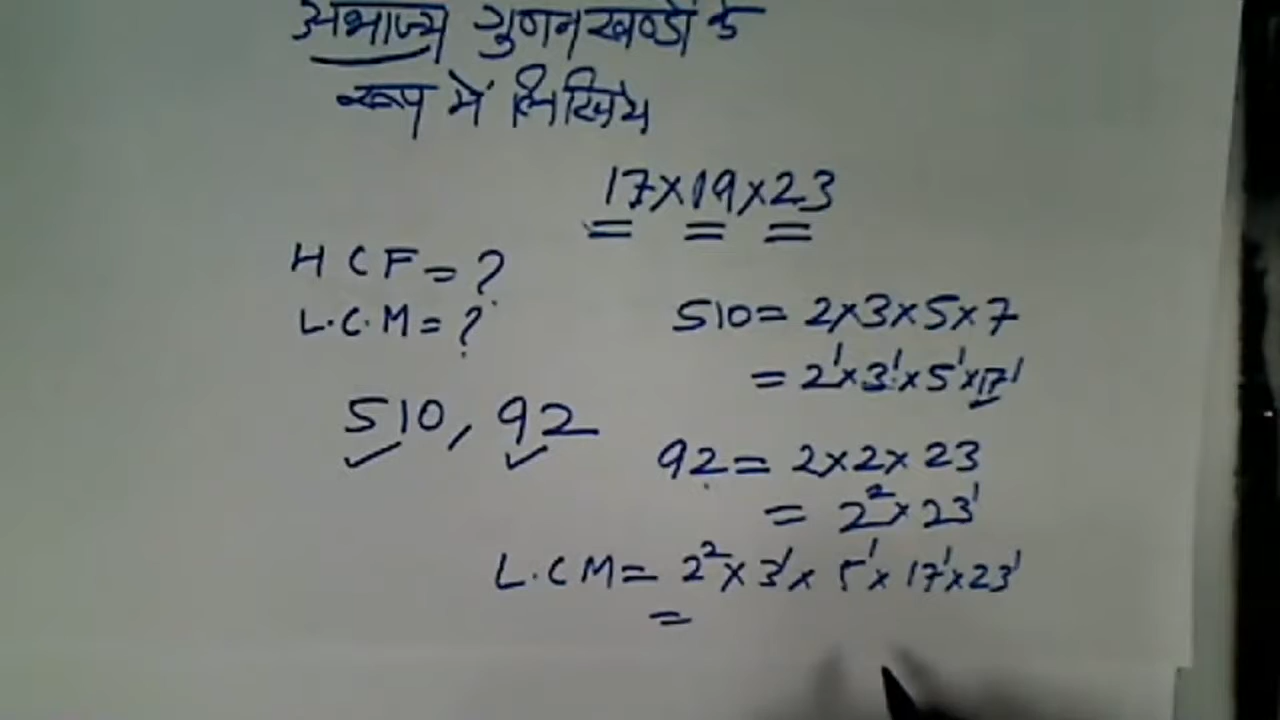 अभाज्य गुणनखण्डों के
रूप में लिखिये
17×19×23
HCF=?
L.C.M=?
510, 92
510= 2×3×5×7
= 2¹×3¹×5¹×17¹
92= 2×2×23
= 2²×23¹
L.CM= 2²×3¹×5¹×17¹×23¹
=